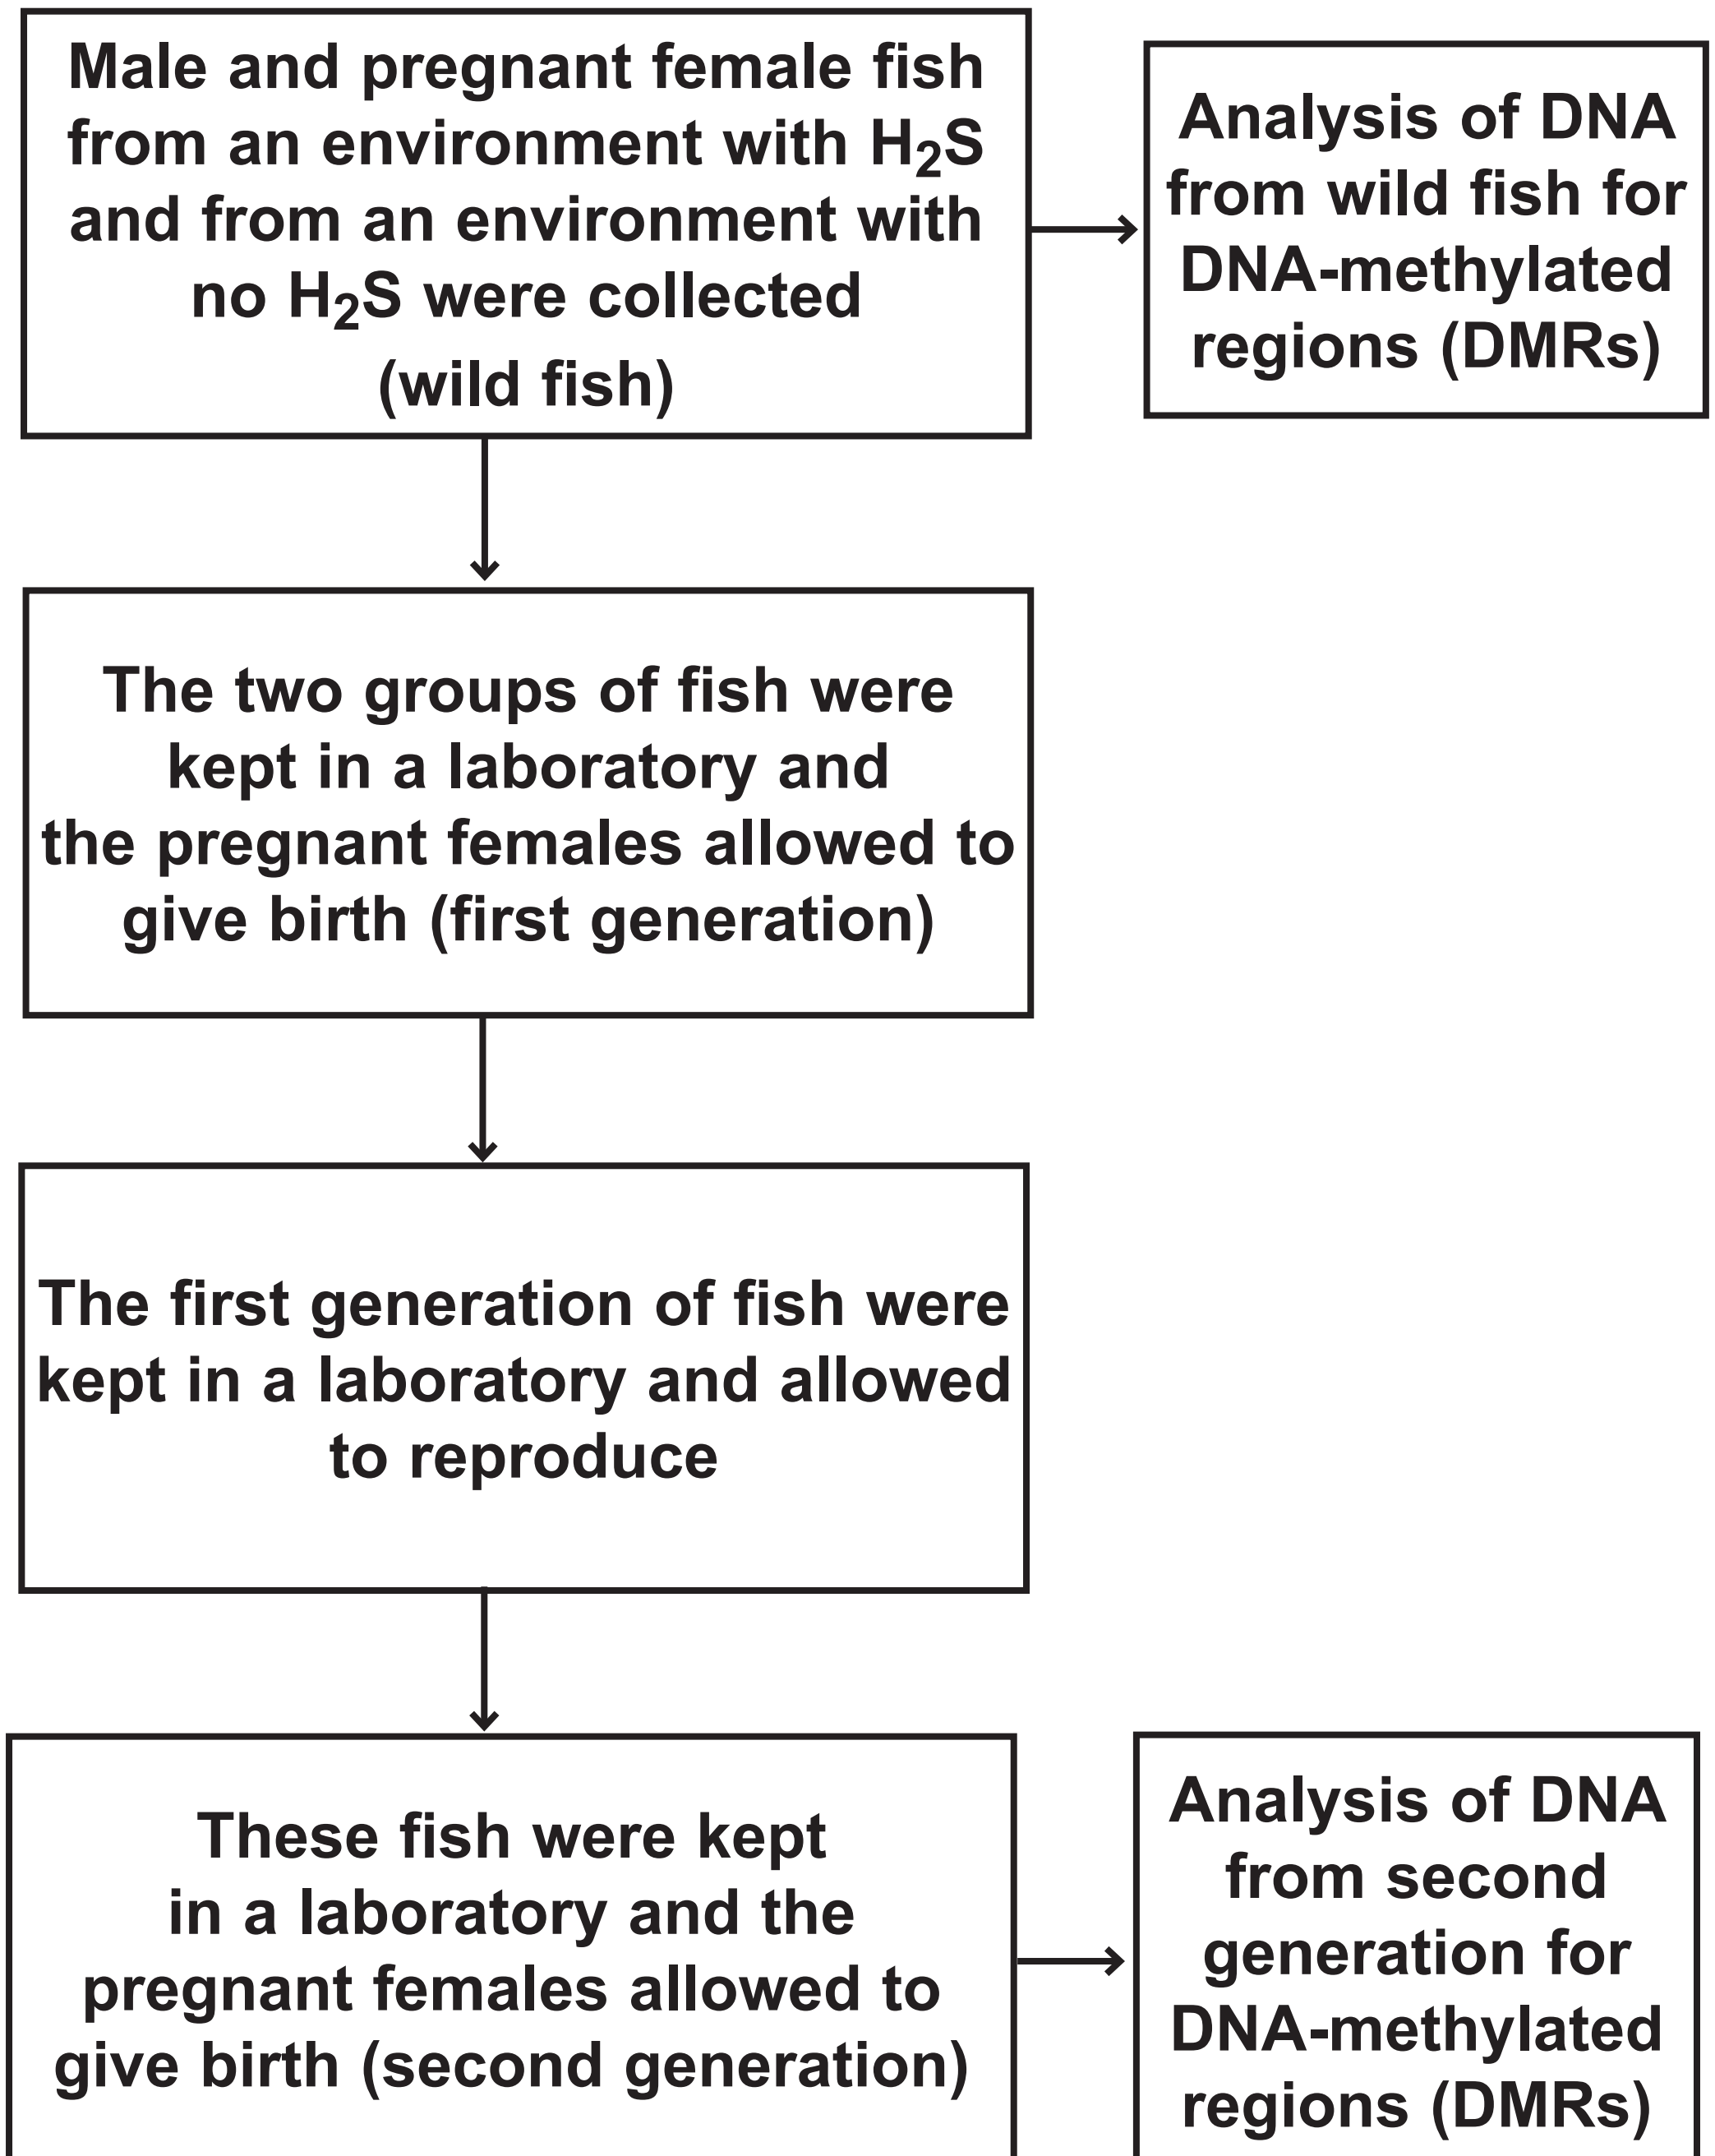 Male and pregnant female fish
from an environment with H₂S
and from an environment with
no H₂S were collected
(wild fish)
Analysis of DNA
from wild fish for
DNA-methylated
regions (DMRs)
The two groups of fish were
kept in a laboratory and
the pregnant females allowed to
give birth (first generation)
The first generation of fish were
kept in a laboratory and allowed
to reproduce
These fish were kept
in a laboratory and the
pregnant females allowed to
give birth (second generation)
Analysis of DNA
from second
generation for
DNA-methylated
regions (DMRs)